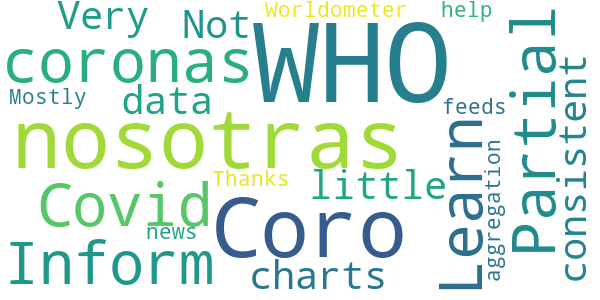 Very
Not
Worldometer
help
coronas
WHO
Mostly
data
feeds
nosotras
Thanks
little
Covid
news
Coro
Inform
charts
Learn
aggregation
Partial
consistent